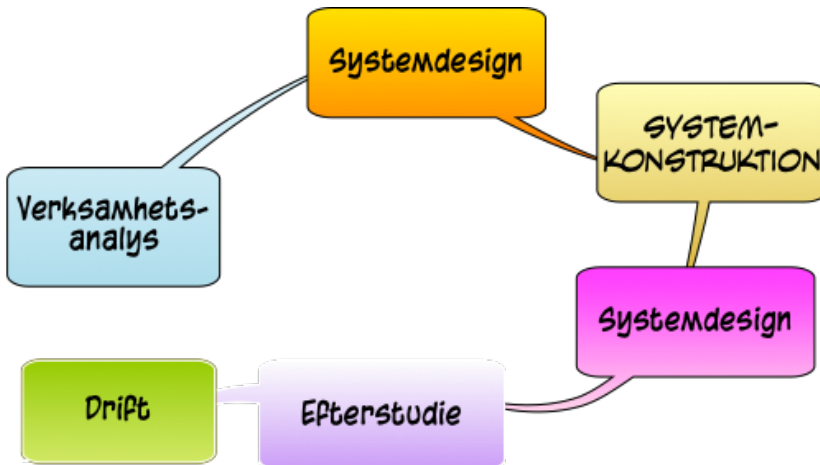 Systemdesign
SYSTEM-
KONSTRUKTION
Verksamhets-
analys
Systemdesign
Drift
Efterstudie